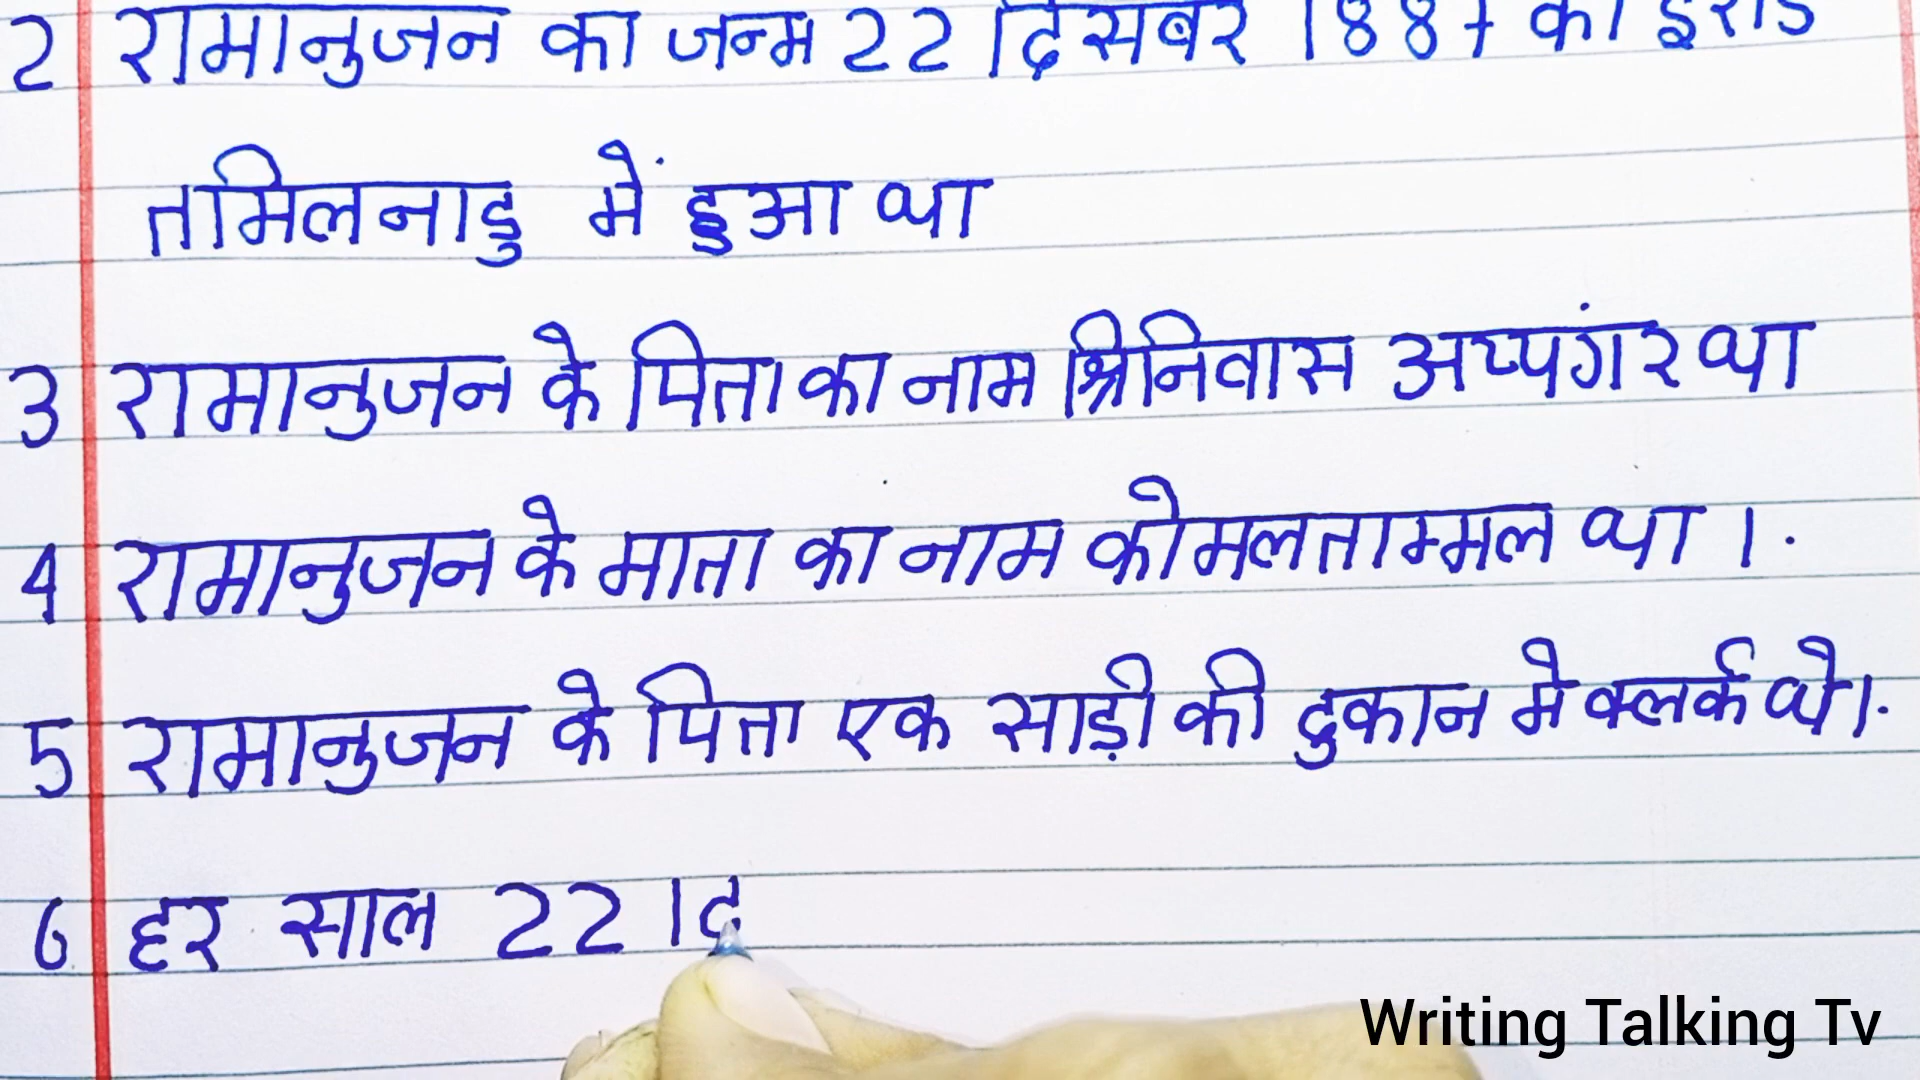 2 रामानुजन का जन्म 22 दिसंबर 1887 को इरोड
तमिलनाडु में हुआ था
3 रामानुजन के पिता का नाम श्रिनिवास अय्यंगर था
4 रामानुजन के माता का नाम कोमलताम्मल था ।
5 रामानुजन के पिता एक साड़ी की दुकान मे क्लर्क थे।
6 हर साल 22 दि
Writing Talking Tv